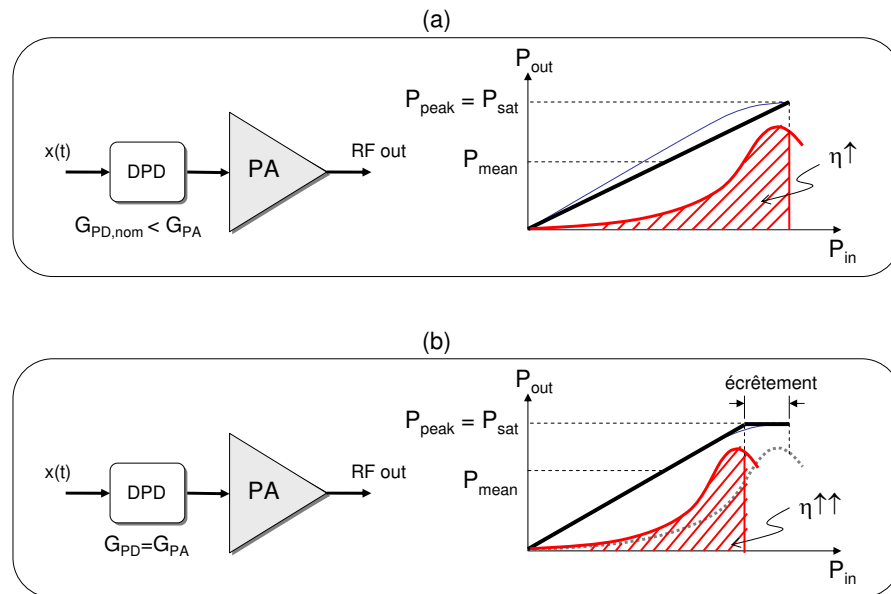 (a)
P_out
P_peak = P_sat
x(t)
DPD
PA
RF out
P_mean
η↑
G_PD,nom < G_PA
P_in
(b)
P_out
écrêtement
P_peak = P_sat
x(t)
DPD
PA
RF out
P_mean
η↑↑
G_PD=G_PA
P_in